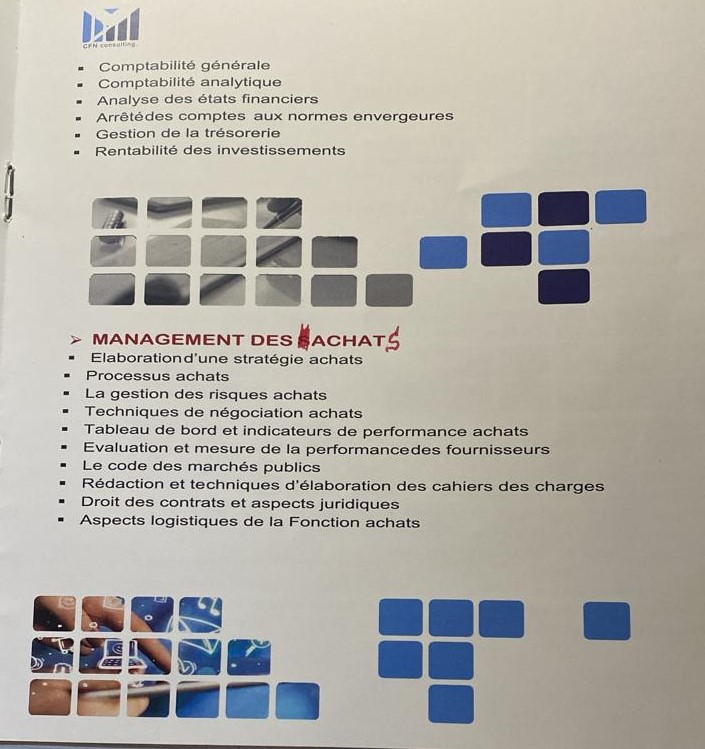 CFN consulting.
Comptabilité générale
Comptabilité analytique
Analyse des états financiers
Arrêtédes comptes aux normes envergeures
Gestion de la trésorerie
Rentabilité des investissements
MANAGEMENT DES ACHATS
Elaborationd'une stratégie achats
Processus achats
La gestion des risques achats
Techniques de négociation achats
Tableau de bord et indicateurs de performance achats
Evaluation et mesure de la performancedes fournisseurs
Le code des marchés publics
Rédaction et techniques d'élaboration des cahiers des charges
Droit des contrats et aspects juridiques
Aspects logistiques de la Fonction achats